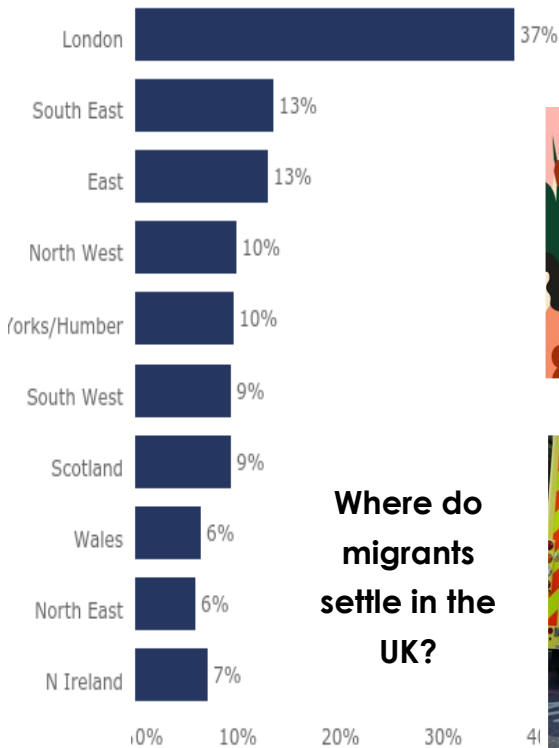 London 37%
South East 13%
East 13%
North West 10%
Yorks/Humber 10%
South West 9%
Scotland 9%
Wales 6%
North East 6%
N Ireland 7%
Where do
migrants
settle in the
UK?
0% 10% 20% 30%